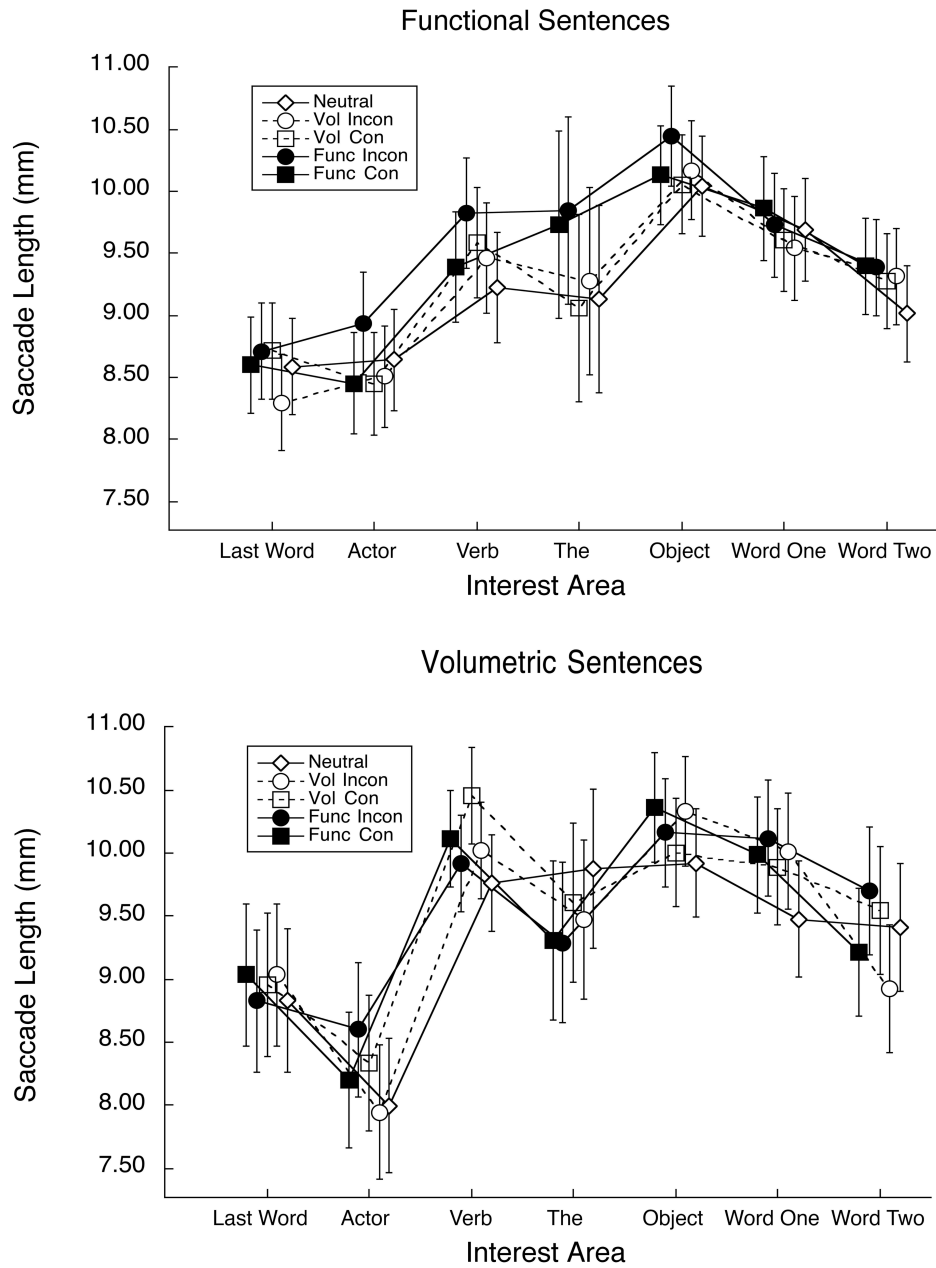 Functional Sentences
11.00
10.50
10.00
9.50
9.00
8.50
8.00
7.50
Saccade Length (mm)
Neutral
Vol Incon
Vol Con
Func Incon
Func Con
Last Word Actor Verb The Object Word One Word Two
Interest Area
Volumetric Sentences
11.00
10.50
10.00
9.50
9.00
8.50
8.00
7.50
Saccade Length (mm)
Neutral
Vol Incon
Vol Con
Func Incon
Func Con
Last Word Actor Verb The Object Word One Word Two
Interest Area